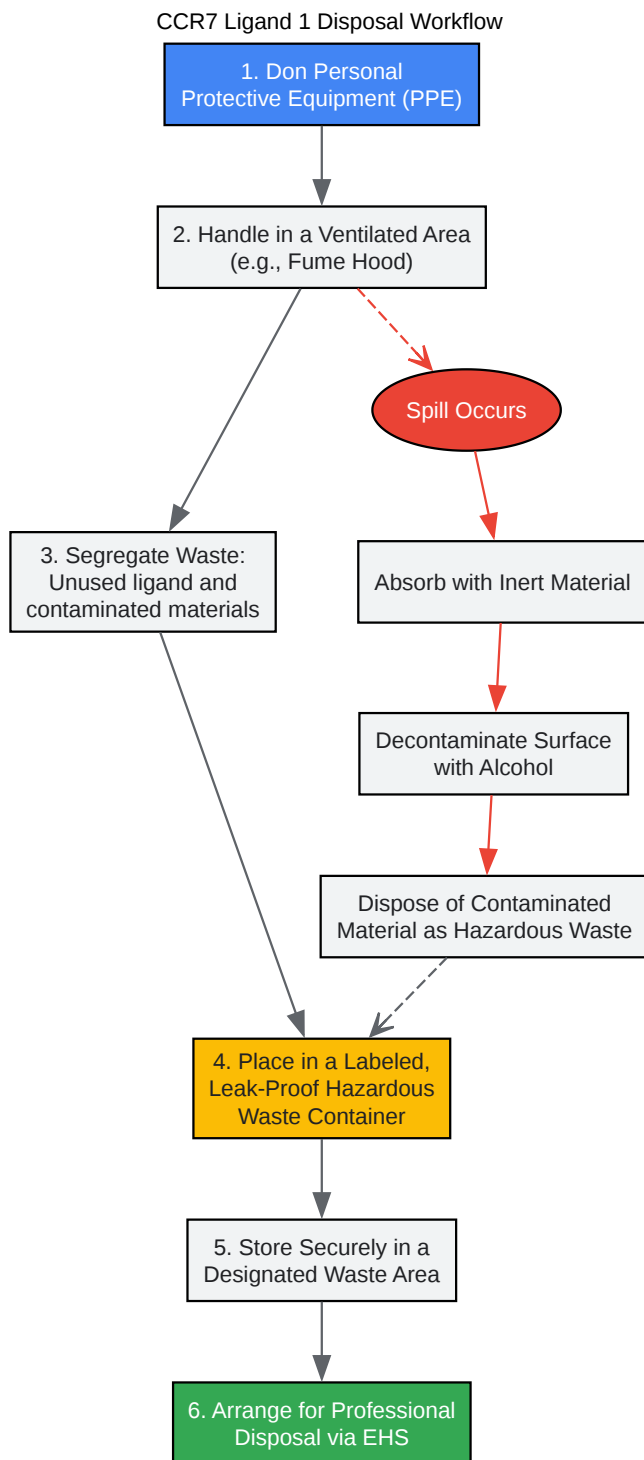 CCR7 Ligand 1 Disposal Workflow
1. Don Personal
Protective Equipment (PPE)
2. Handle in a Ventilated Area
(e.g., Fume Hood)
Spill Occurs
3. Segregate Waste:
Unused ligand and
contaminated materials
Absorb with Inert Material
Decontaminate Surface
with Alcohol
Dispose of Contaminated
Material as Hazardous Waste
4. Place in a Labeled,
Leak-Proof Hazardous
Waste Container
5. Store Securely in a
Designated Waste Area
6. Arrange for Professional
Disposal via EHS